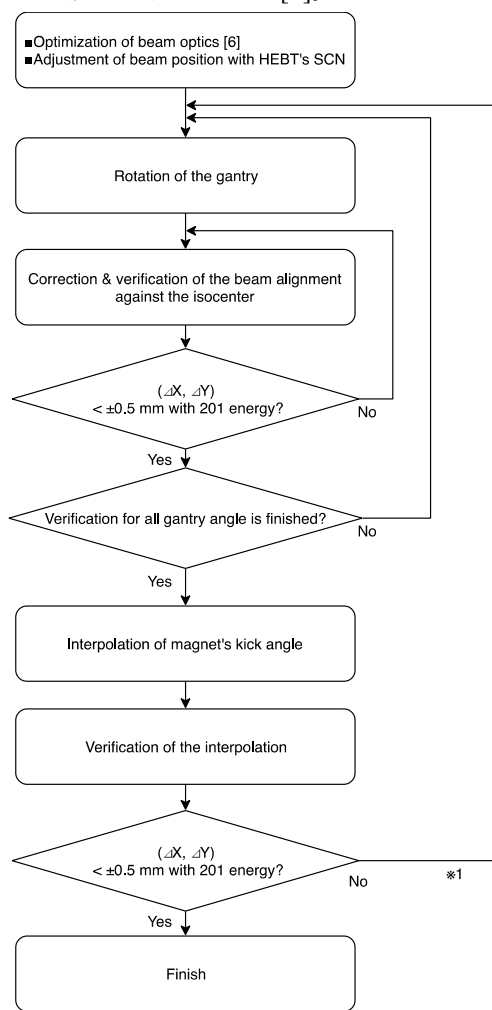 ■Optimization of beam optics [6]
■Adjustment of beam position with HEBT's SCN
Rotation of the gantry
Correction & verification of the beam alignment
against the isocenter
(⊿X, ⊿Y)
< ±0.5 mm with 201 energy?
No
Yes
Verification for all gantry angle is finished?
No
Yes
Interpolation of magnet's kick angle
Verification of the interpolation
(⊿X, ⊿Y)
< ±0.5 mm with 201 energy?
No
※1
Yes
Finish